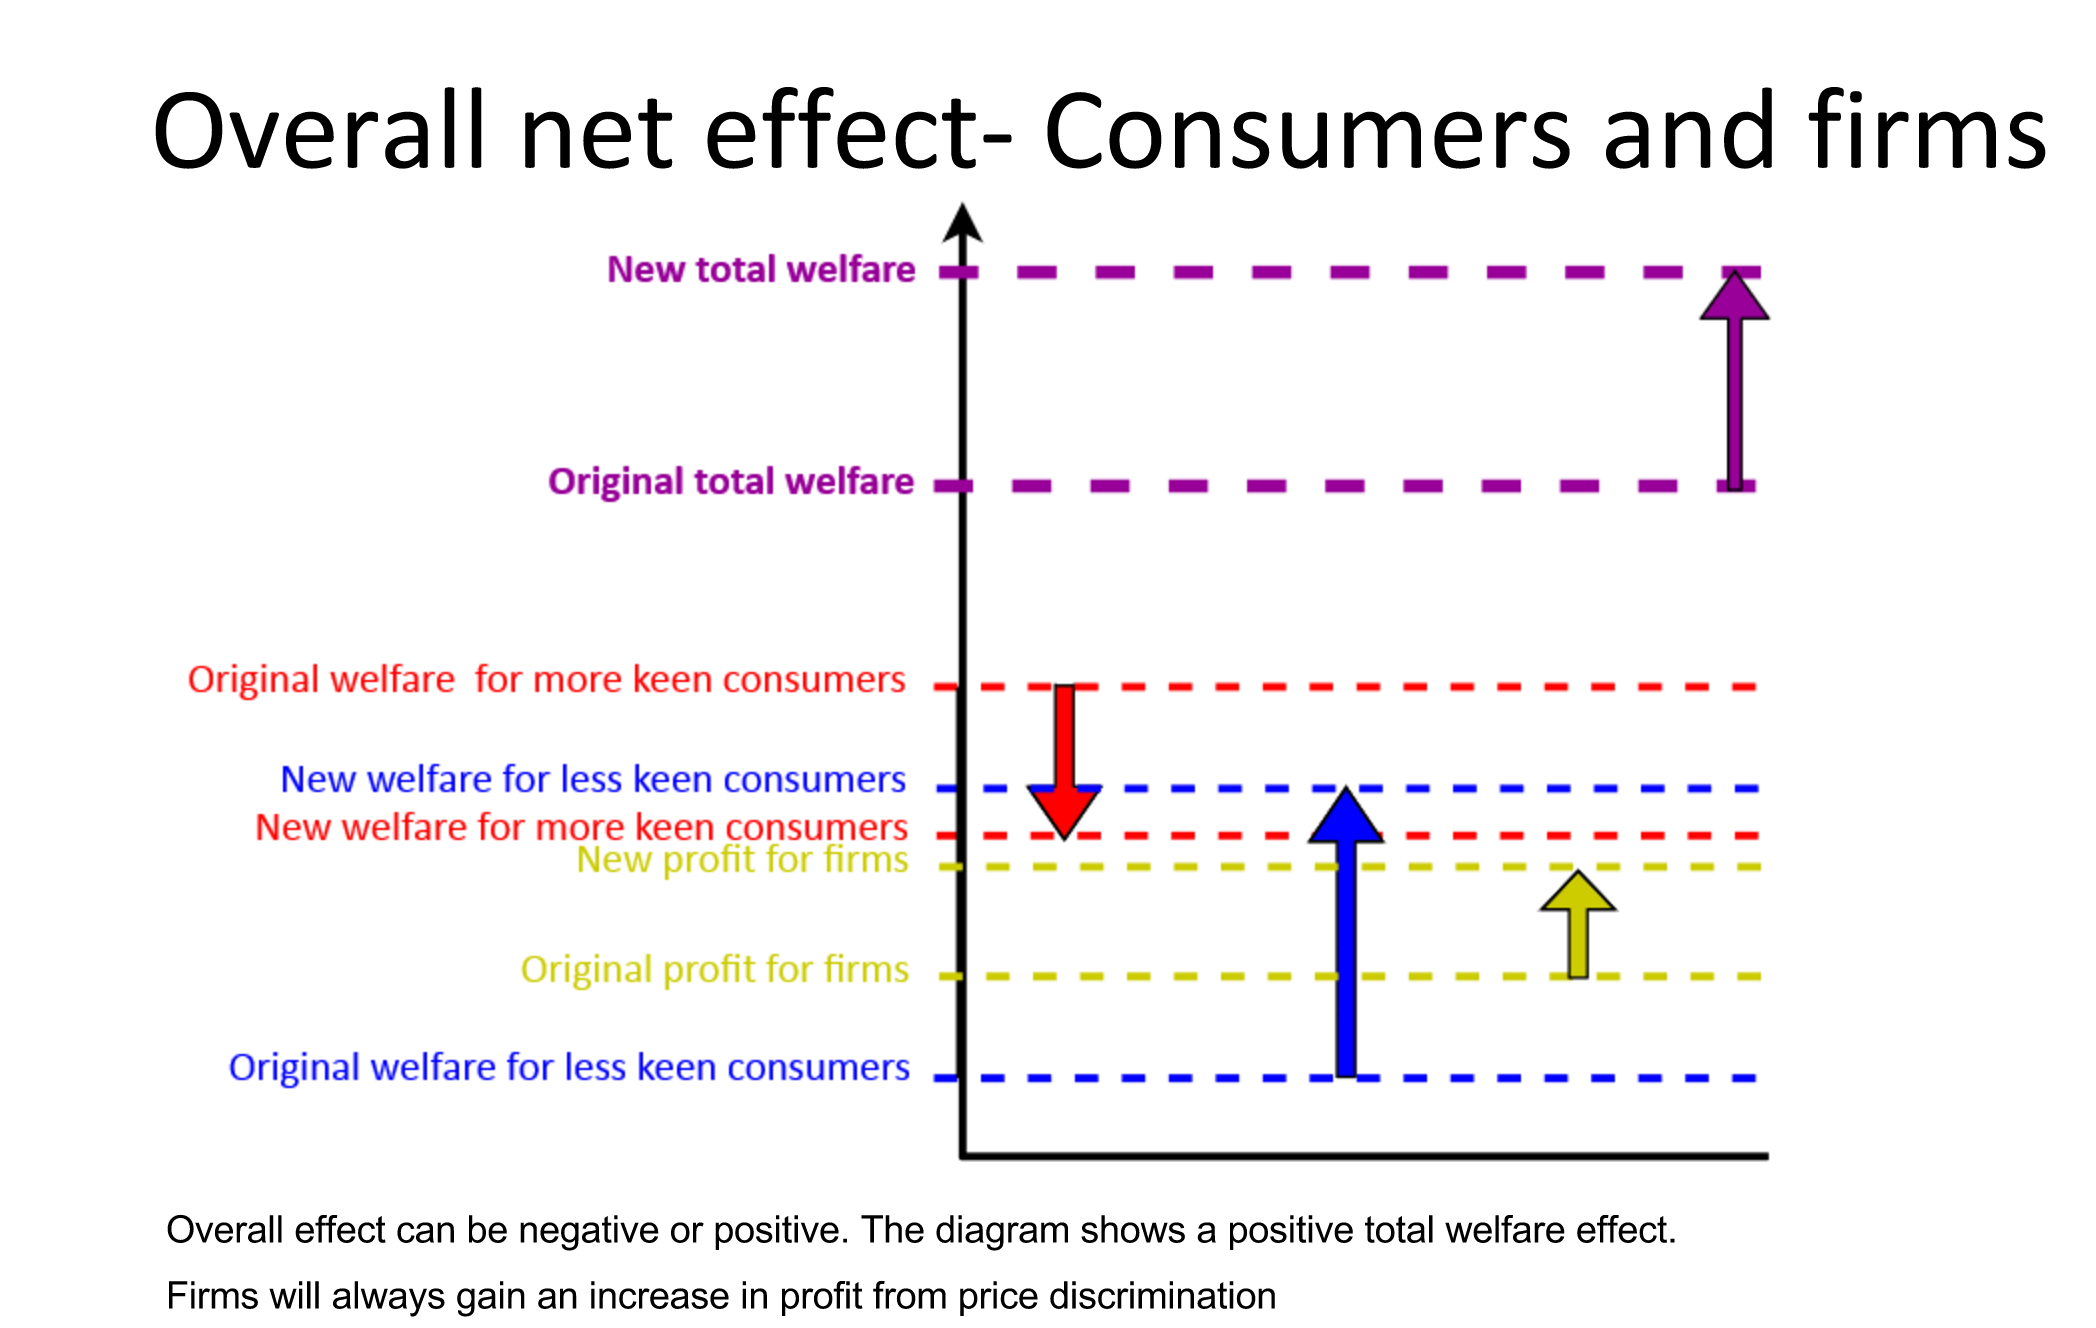 Overall net effect- Consumers and firms
New total welfare
Original total welfare
Original welfare  for more keen consumers
New welfare for less keen consumers
New welfare for more keen consumers
New profit for firms
Original profit for firms
Original welfare for less keen consumers
Overall effect can be negative or positive. The diagram shows a positive total welfare effect.
Firms will always gain an increase in profit from price discrimination